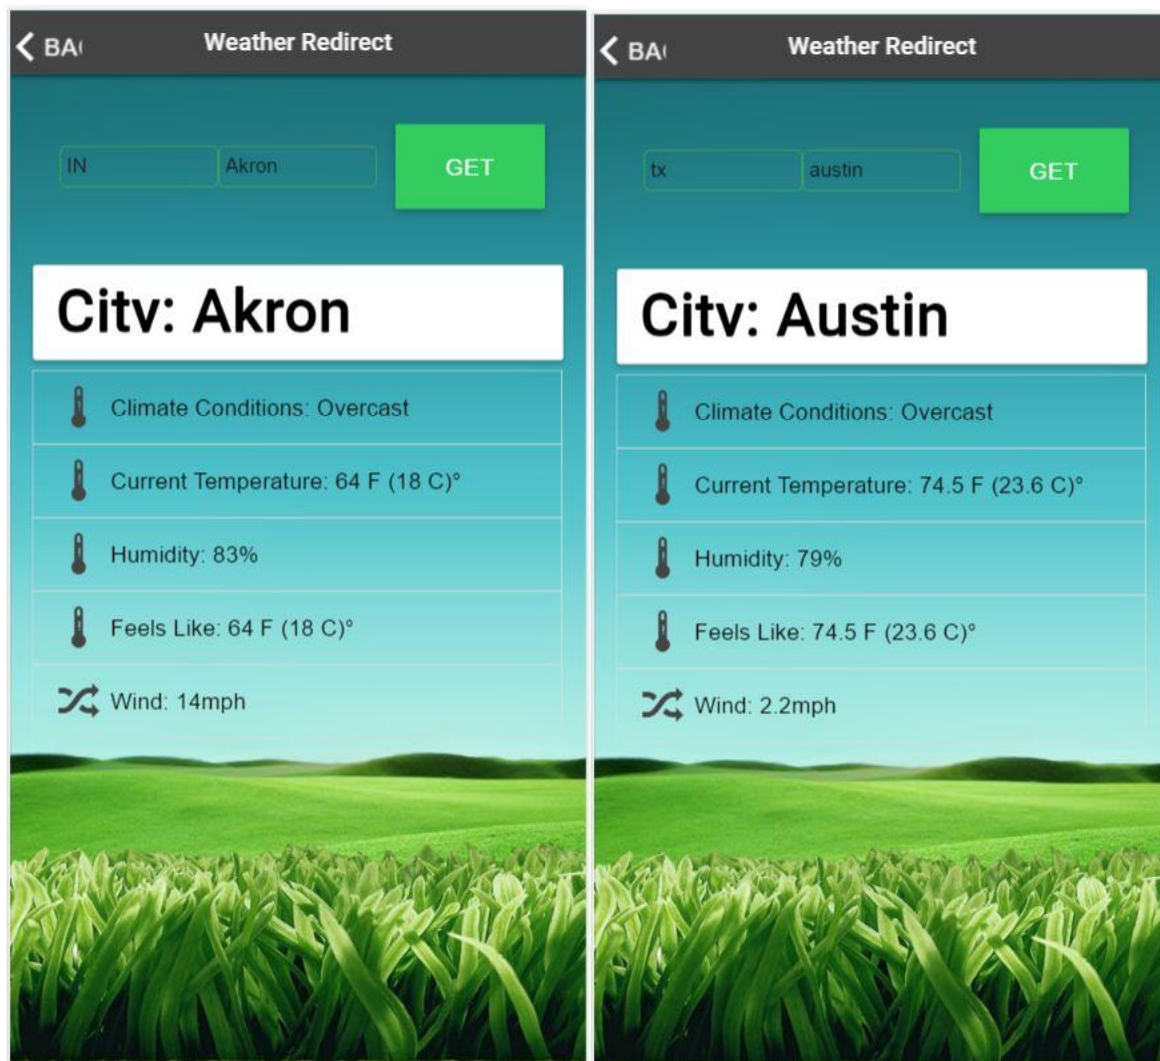 BA
Weather Redirect
IN
Akron
GET
City: Akron
Climate Conditions: Overcast
Current Temperature: 64 F (18 C)°
Humidity: 83%
Feels Like: 64 F (18 C)°
Wind: 14mph
BA
Weather Redirect
tx
austin
GET
City: Austin
Climate Conditions: Overcast
Current Temperature: 74.5 F (23.6 C)°
Humidity: 79%
Feels Like: 74.5 F (23.6 C)°
Wind: 2.2mph